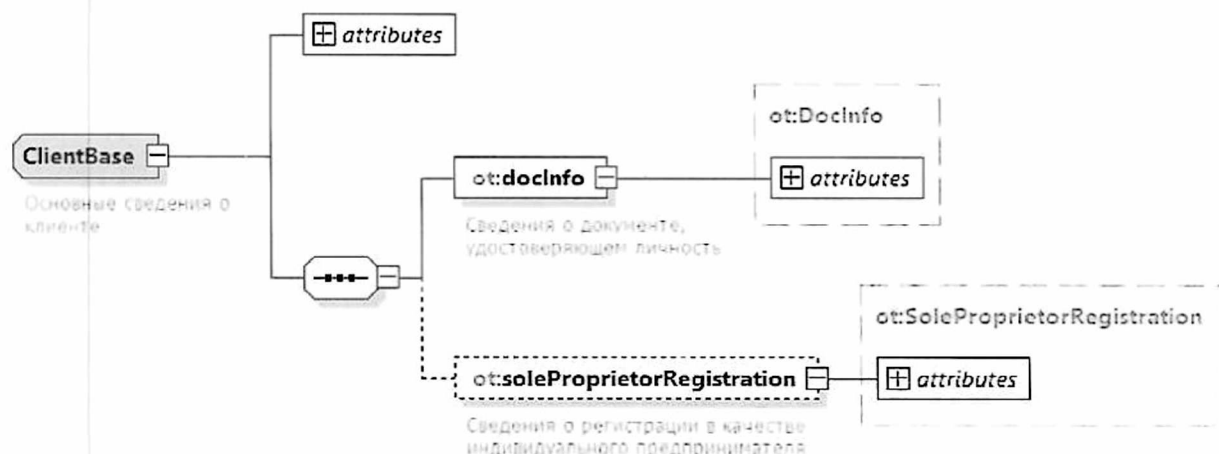 attributes
ot:DocInfo
ClientBase
ot:docInfo
attributes
Основные сведения о
клиенте
Сведения о документе,
удостоверяющем личность
ot:SoleProprietorRegistration
ot:soleProprietorRegistration
attributes
Сведения о регистрации в качестве
индивидуального предпринимателя